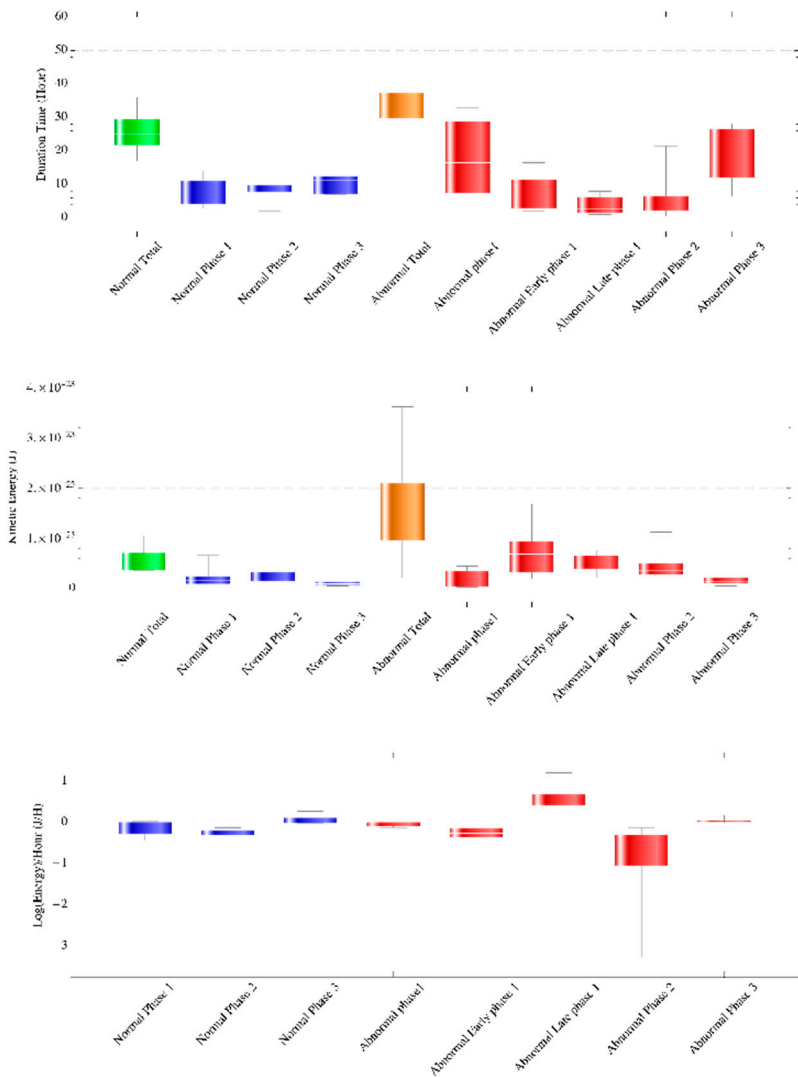 60
50
40
30
20
10
0
Duration Time (Hour)
Normal Total
Normal Phase 1
Normal Phase 2
Normal Phase 3
Abnormal Total
Abnormal phase1
Abnormal Early phase 1
Abnormal Late phase 1
Abnormal Phase 2
Abnormal Phase 3
3. × 10⁻²³
1. × 10⁻²³
0
Kinetic Energy (J)
Normal Total
Normal Phase 1
Normal Phase 2
Normal Phase 3
Abnormal Total
Abnormal phase1
Abnormal Early phase 1
Abnormal Late phase 1
Abnormal Phase 2
Abnormal Phase 3
1
0
−1
−2
3
Log(Energy)/Hour (J/H)
Normal Phase 1
Normal Phase 2
Normal Phase 3
Abnormal phase1
Abnormal Early phase 1
Abnormal Late phase 1
Abnormal Phase 2
Abnormal Phase 3